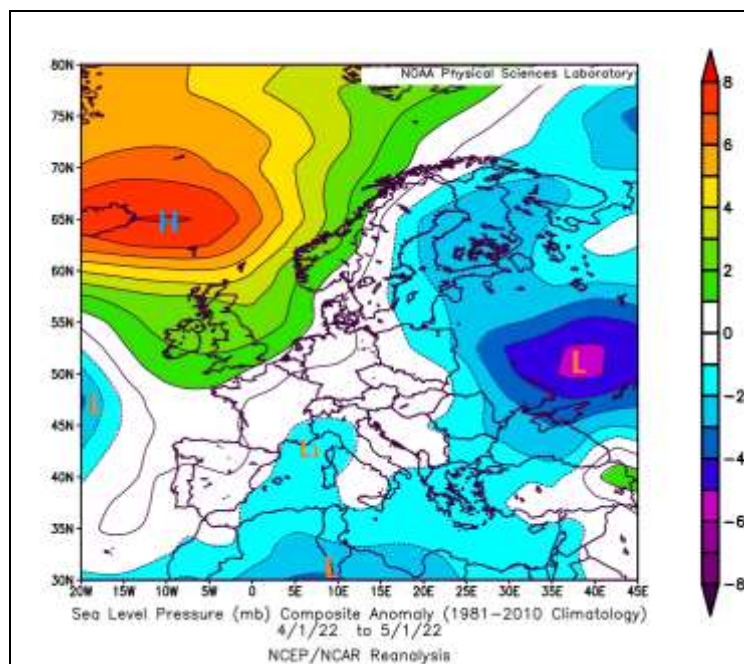 NOAA Physical Sciences Laboratory
80N
75N
70N
65N
60N
55N
50N
45N
40N
35N
30N
H
L
L
L₁
L
20W 15W 10W 5W 0 5E 10E 15E 20E 25E 30E 35E 40E 45E
8
6
4
2
0
-2
-4
-6
-8
Sea Level Pressure (mb) Composite Anomaly (1981-2010 Climatology)
4/1/22 to 5/1/22
NCEP/NCAR Reanalysis